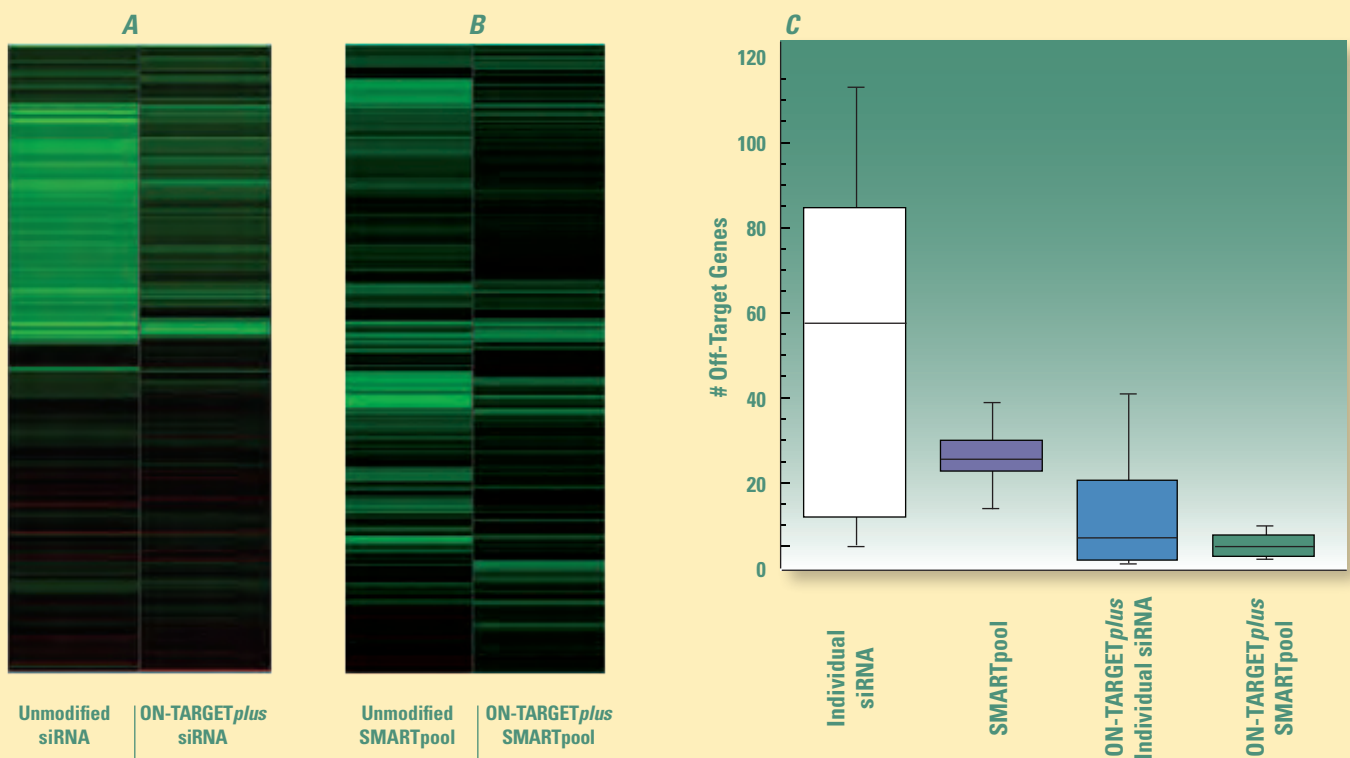 A
B
C
120
100
80
60
40
20
0
# Off-Target Genes
Unmodified
siRNA
ON-TARGETplus
siRNA
Unmodified
SMARTpool
ON-TARGETplus
SMARTpool
Individual
siRNA
SMARTpool
ON-TARGETplus
Individual siRNA
ON-TARGETplus
SMARTpool